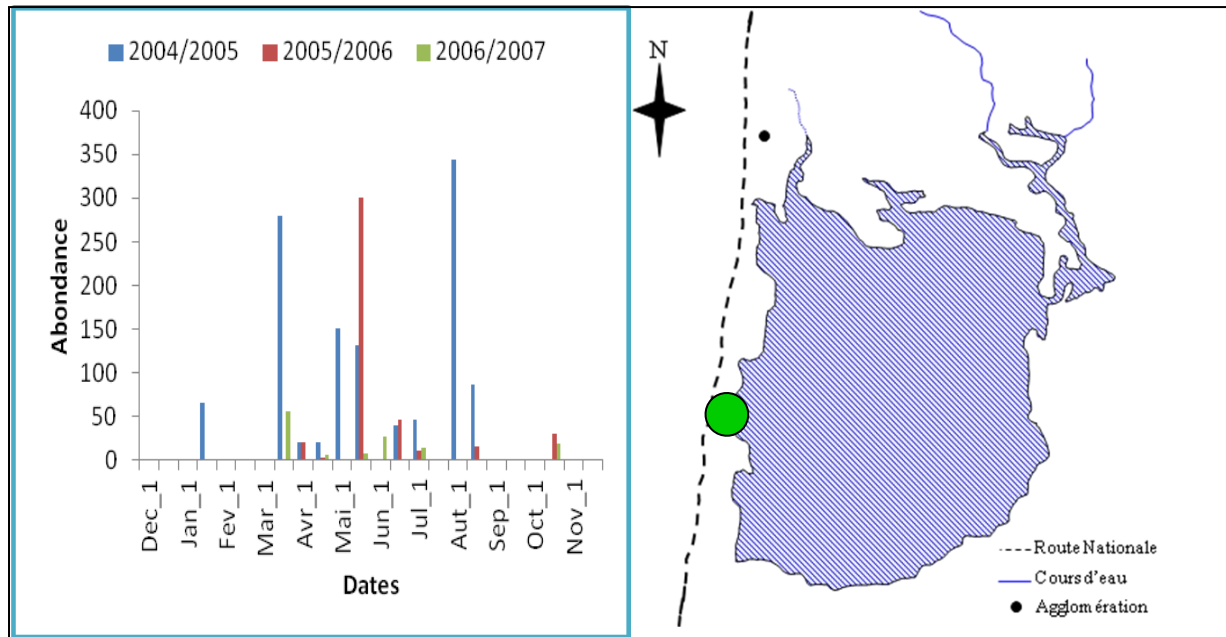 2004/2005 2005/2006 2006/2007
400
350
300
250
200
150
100
50
0
Abondance
Dec_1 Jan_1 Fev_1 Mar_1 Avr_1 Mai_1 Jun_1 Jul_1 Aut_1 Sep_1 Oct_1 Nov_1
Dates
N
Route Nationale
Cours d'eau
Agglomération